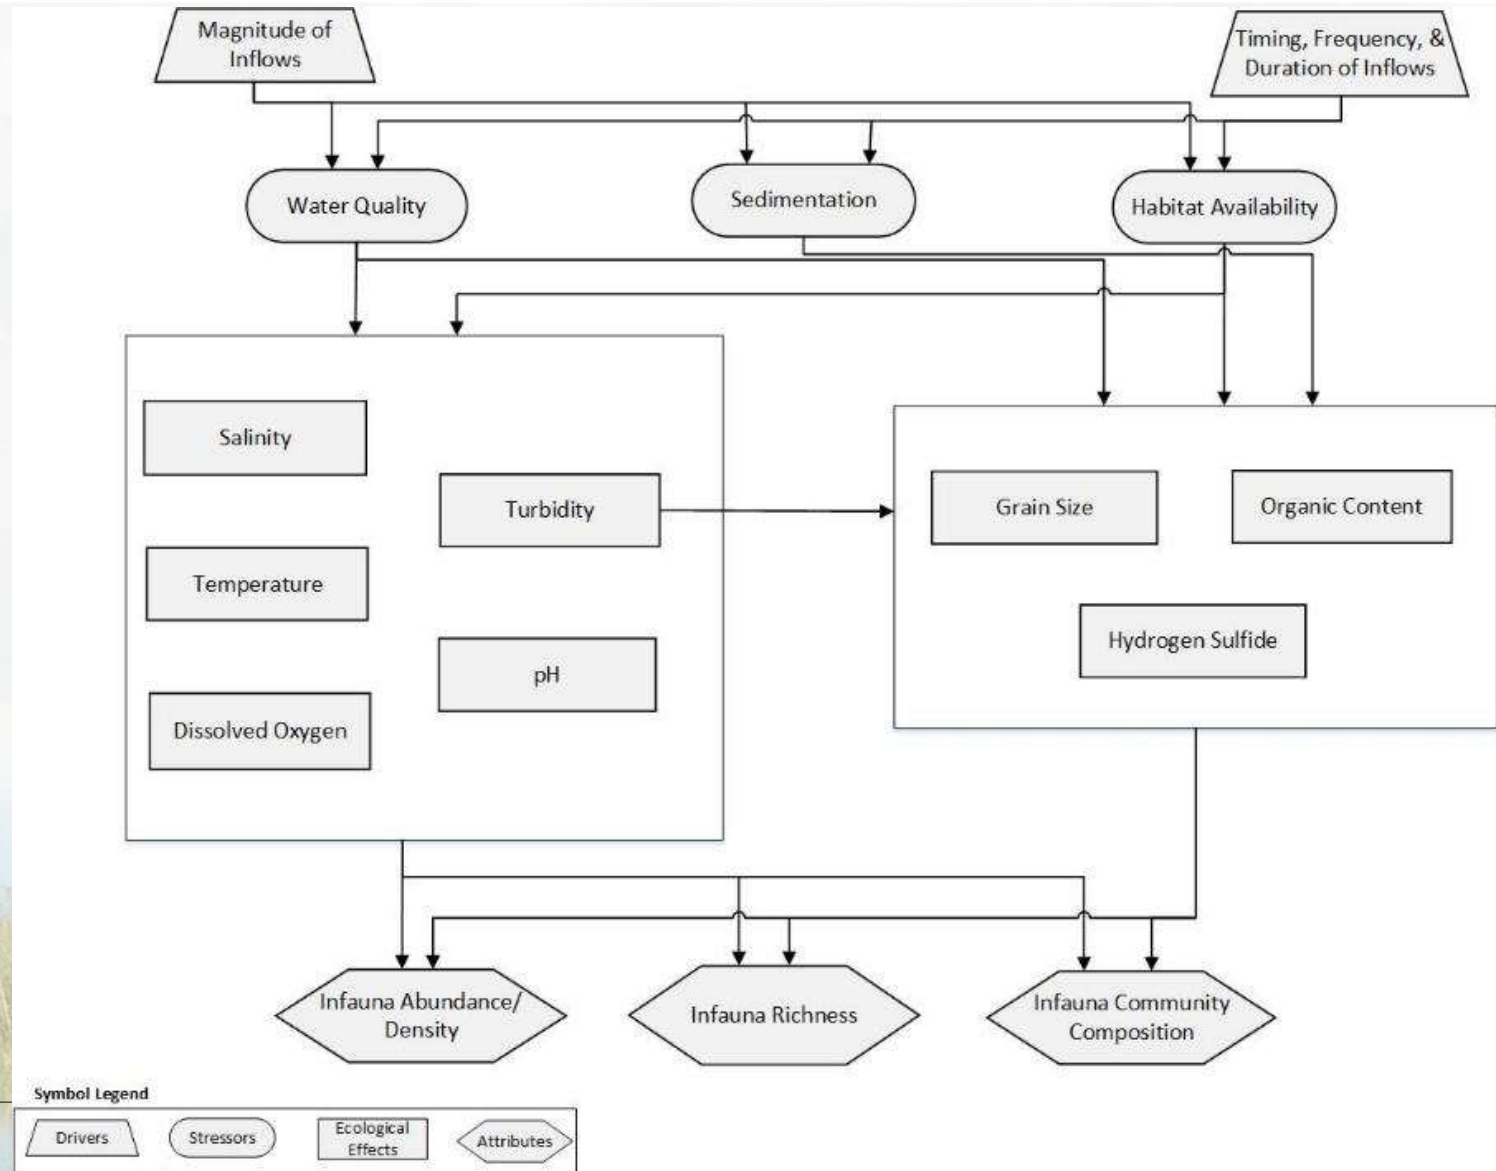 Magnitude of
Inflows
Timing, Frequency, &
Duration of Inflows
Water Quality
Sedimentation
Habitat Availability
Salinity
Turbidity
Temperature
pH
Dissolved Oxygen
Grain Size
Organic Content
Hydrogen Sulfide
Infauna Abundance/
Density
Infauna Richness
Infauna Community
Composition
Symbol Legend
Drivers
Stressors
Ecological
Effects
Attributes